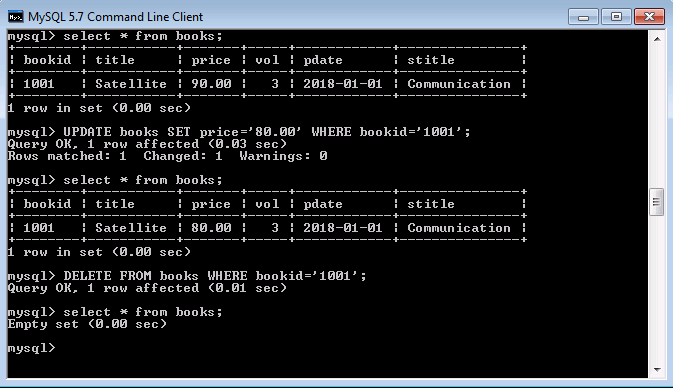 MySQL 5.7 Command Line Client
mysql> select * from books;
+--------+-----------+-------+------+------------+---------------+
| bookid | title     | price | vol  | pdate      | stitle        |
+--------+-----------+-------+------+------------+---------------+
| 1001   | Satellite | 90.00 |    3 | 2018-01-01 | Communication |
+--------+-----------+-------+------+------------+---------------+
1 row in set (0.00 sec)
mysql> UPDATE books SET price='80.00' WHERE bookid='1001';
Query OK, 1 row affected (0.03 sec)
Rows matched: 1  Changed: 1  Warnings: 0
mysql> select * from books;
+--------+-----------+-------+------+------------+---------------+
| bookid | title     | price | vol  | pdate      | stitle        |
+--------+-----------+-------+------+------------+---------------+
| 1001   | Satellite | 80.00 |    3 | 2018-01-01 | Communication |
+--------+-----------+-------+------+------------+---------------+
1 row in set (0.00 sec)
mysql> DELETE FROM books WHERE bookid='1001';
Query OK, 1 row affected (0.01 sec)
mysql> select * from books;
Empty set (0.00 sec)
mysql>